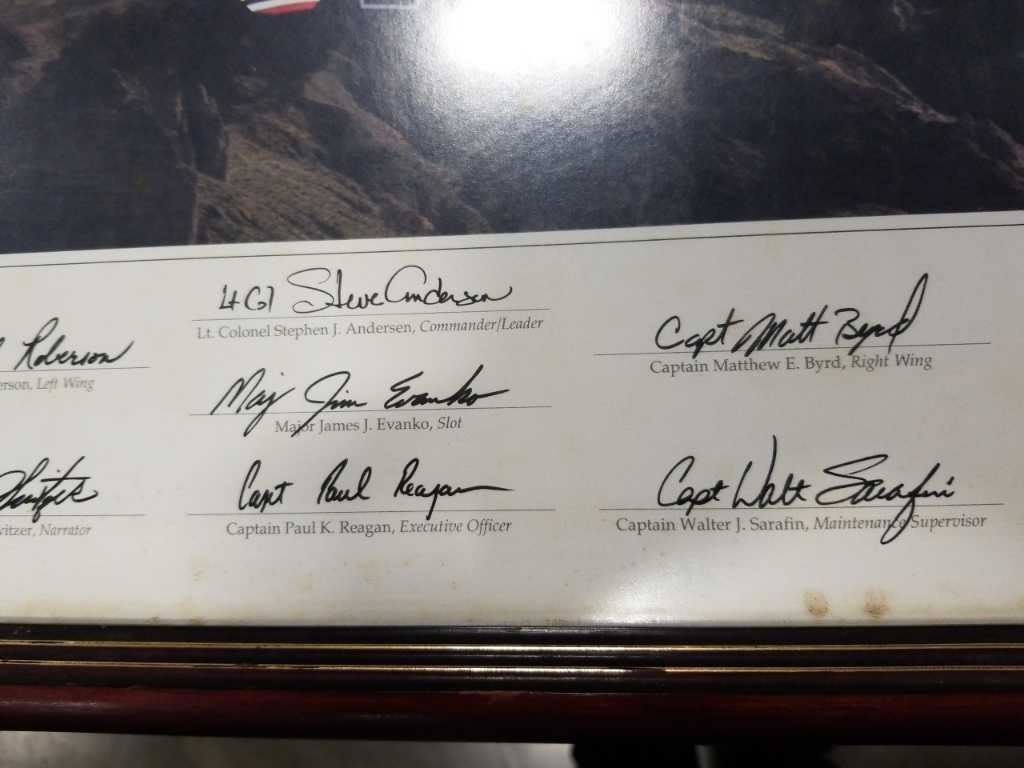 Lt Col Steve Andersen
Lt. Colonel Stephen J. Andersen, Commander/Leader
Roberson
erson, Left Wing
Capt Matt Byrd
Captain Matthew E. Byrd, Right Wing
Maj Jim Evanko
Major James J. Evanko, Slot
witzer, Narrator
Capt Paul Reagan
Captain Paul K. Reagan, Executive Officer
Capt Walt Sarafin
Captain Walter J. Sarafin, Maintenance Supervisor